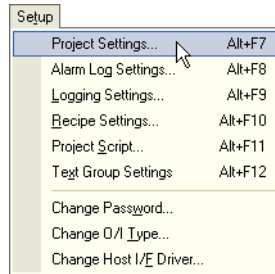 Setup
Project Settings... Alt+F7
Alarm Log Settings... Alt+F8
Logging Settings... Alt+F9
Recipe Settings... Alt+F10
Project Script... Alt+F11
Text Group Settings Alt+F12
Change Password...
Change O/I Type...
Change Host I/F Driver...